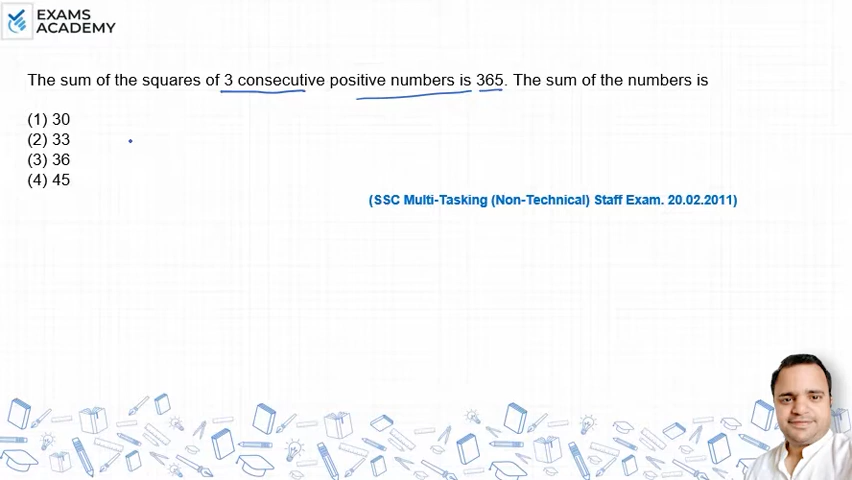 EXAMS
ACADEMY
The sum of the squares of 3 consecutive positive numbers is 365. The sum of the numbers is
(1) 30
(2) 33
(3) 36
(4) 45
(SSC Multi-Tasking (Non-Technical) Staff Exam. 20.02.2011)